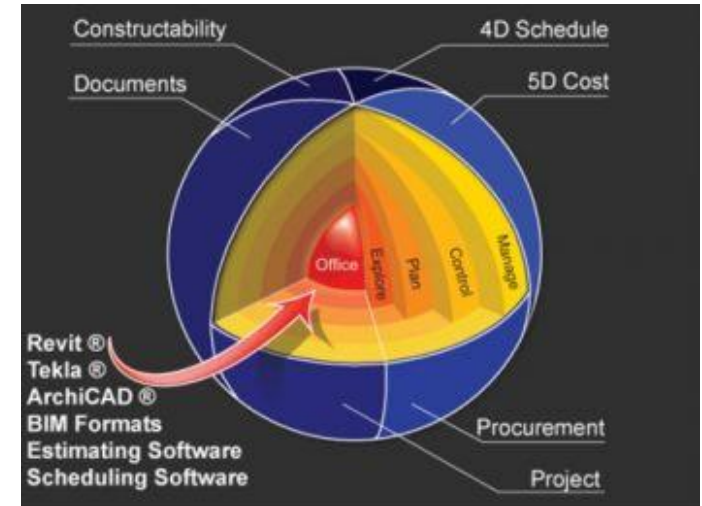 Constructability
4D Schedule
Documents
5D Cost
Office
Explore
Plan
Control
Manage
Revit ®
Tekla ®
ArchiCAD ®
BIM Formats
Estimating Software
Scheduling Software
Procurement
Project